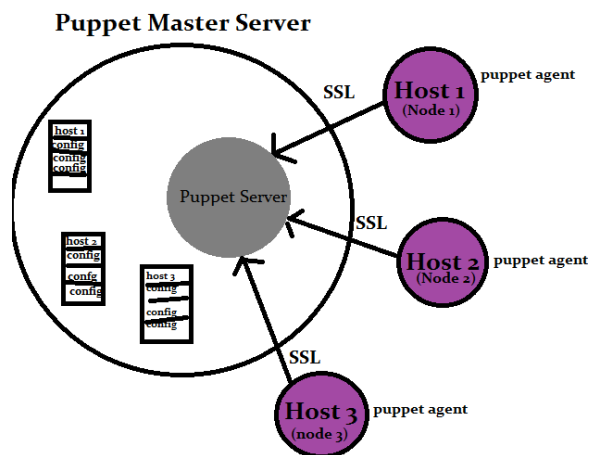 Puppet Master Server
puppet agent
SSL
Host 1
(Node 1)
host 1
config
config
config
Puppet Server
SSL
host 2
config
confg
config
Host 2
(Node 2)
puppet agent
host 3
config
config
config
SSL
Host 3
(node 3)
puppet agent